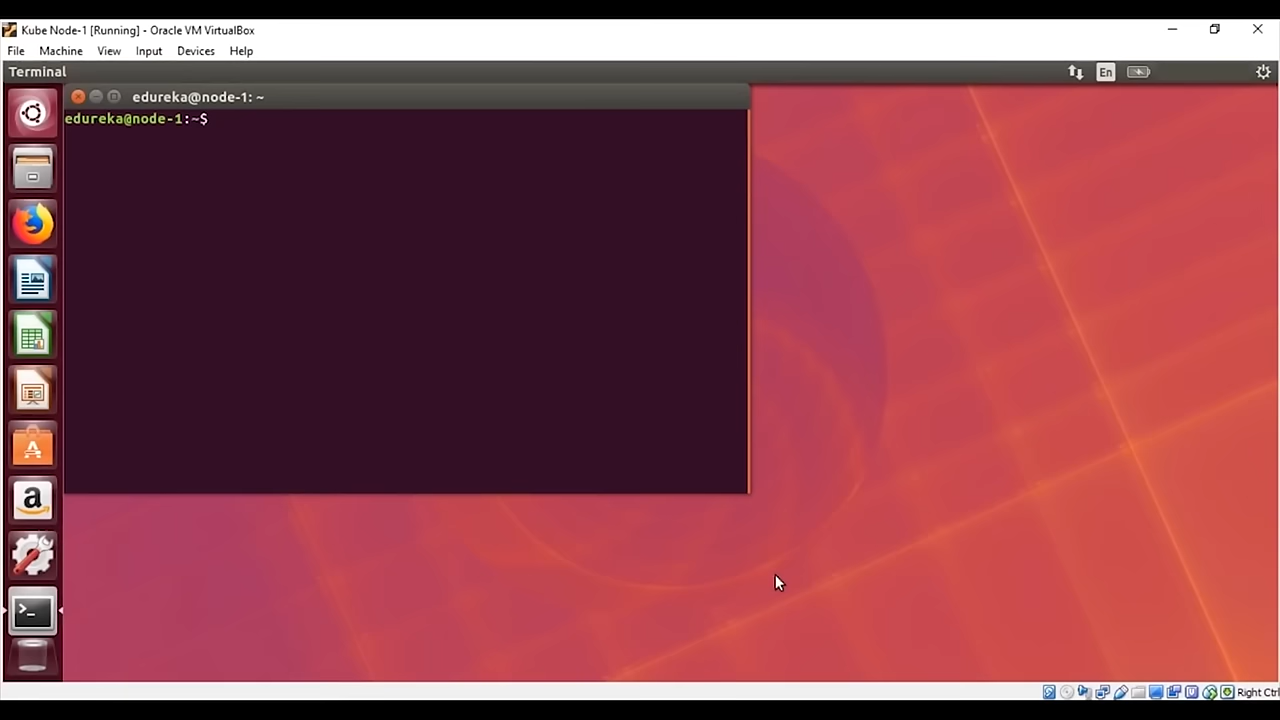 Kube Node-1 [Running] - Oracle VM VirtualBox
File Machine View Input Devices Help
Terminal
En
edureka@node-1: ~
edureka@node-1:~$
Right Ctrl